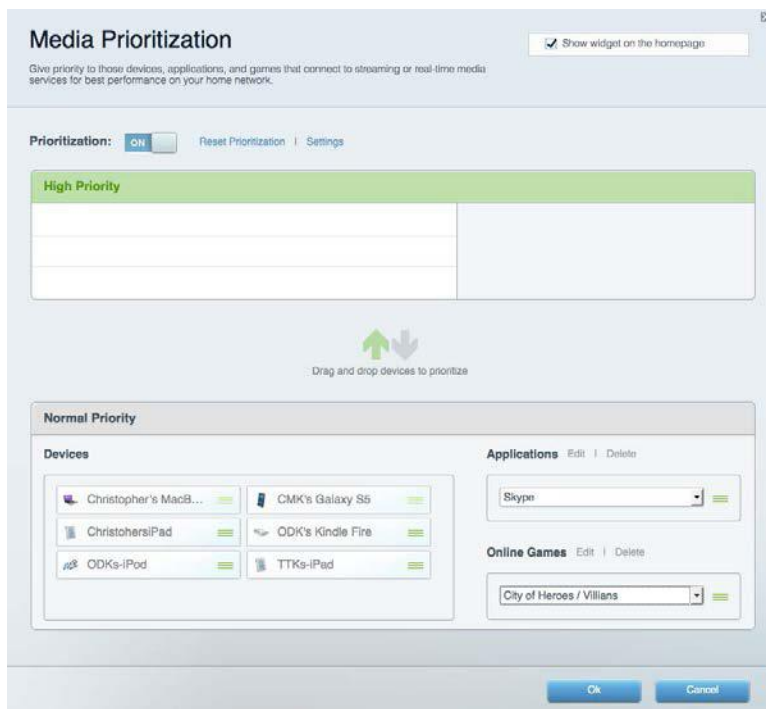 Media Prioritization
Show widget on the homepage
Give priority to those devices, applications, and games that connect to streaming or real-time media
services for best performance on your home network.
Prioritization: ON Reset Prioritization | Settings
High Priority
Drag and drop devices to prioritize
Normal Priority
Devices
Applications Edit | Delete
Christopher's MacB... CMK's Galaxy S5
Skype
ChristohersiPad ODK's Kindle Fire
ODKs-iPod TTKs-iPad
Online Games Edit | Delete
City of Heroes / Villians
Ok Cancel